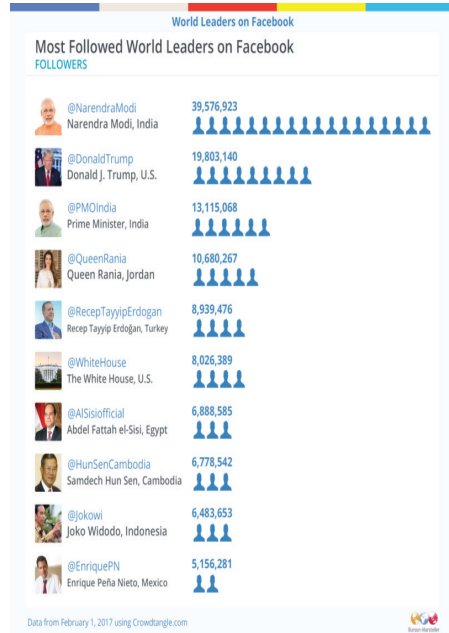 World Leaders on Facebook
Most Followed World Leaders on Facebook
FOLLOWERS
@NarendraModi
Narendra Modi, India
39,576,923
@DonaldTrump
Donald J. Trump, U.S.
19,803,140
@PMOIndia
Prime Minister, India
13,115,068
@QueenRania
Queen Rania, Jordan
10,680,267
@RecepTayyipErdogan
Recep Tayyip Erdoğan, Turkey
8,939,476
@WhiteHouse
The White House, U.S.
8,026,389
@AlSisiofficial
Abdel Fattah el-Sisi, Egypt
6,888,585
@HunSenCambodia
Samdech Hun Sen, Cambodia
6,778,542
@Jokowi
Joko Widodo, Indonesia
6,483,653
@EnriquePN
Enrique Peña Nieto, Mexico
5,156,281
Data from February 1, 2017 using Crowdtangle.com
Burson-Marsteller